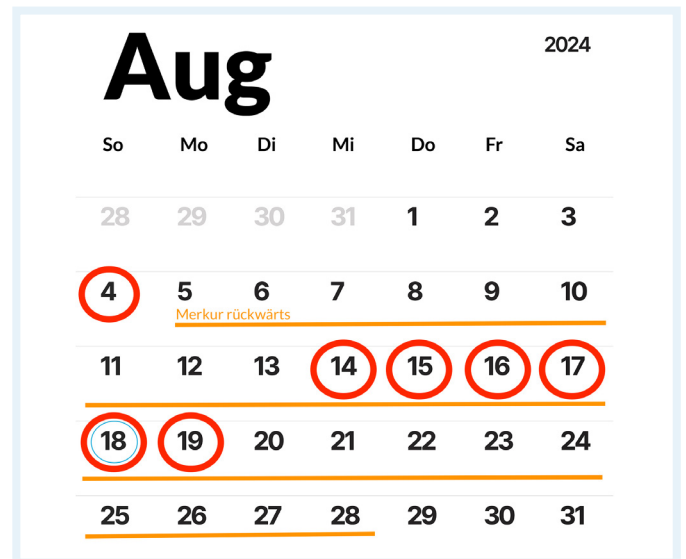 Aug 2024
So Mo Di Mi Do Fr Sa
28 29 30 31 1 2 3
4 5 6 7 8 9 10
Merkur rückwärts
11 12 13 14 15 16 17
18 19 20 21 22 23 24
25 26 27 28 29 30 31